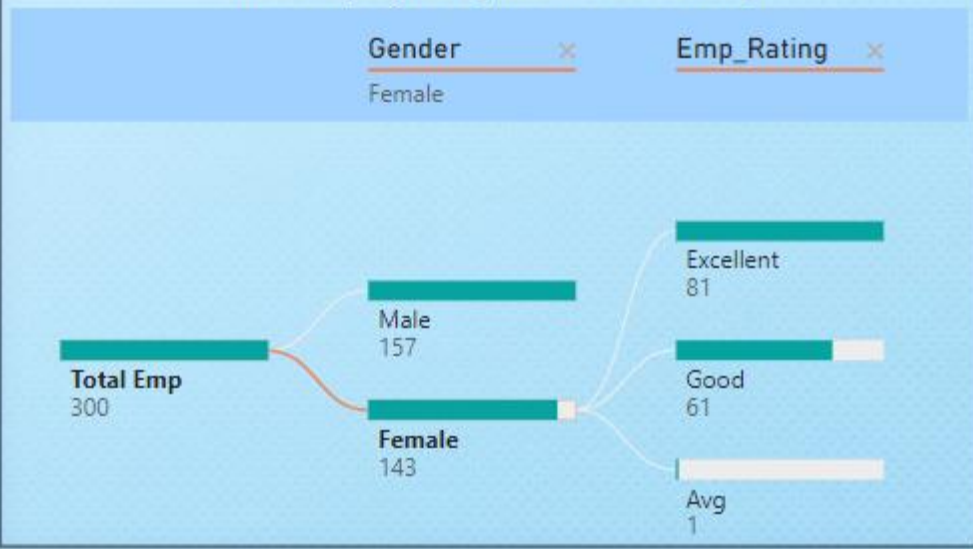 Gender × Emp_Rating ×
Female
Excellent
81
Male
157
Total Emp
300
Good
61
Female
143
Avg
1